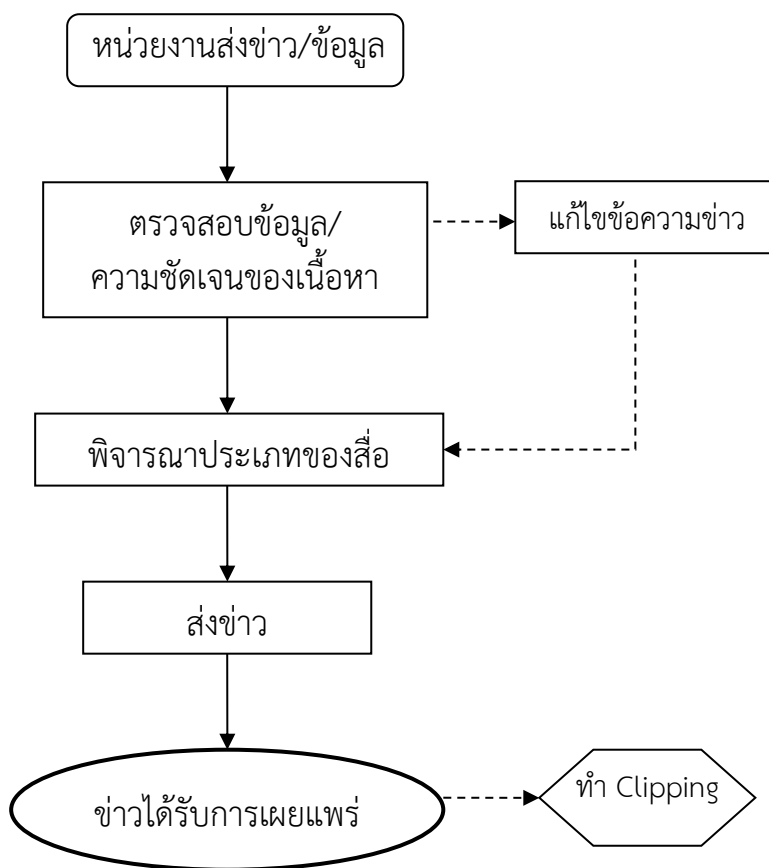 หน่วยงานส่งข่าว/ข้อมูล
ตรวจสอบข้อมูล/
ความชัดเจนของเนื้อหา
แก้ไขข้อความข่าว
พิจารณาประเภทของสื่อ
ส่งข่าว
ข่าวได้รับการเผยแพร่
ทำ Clipping